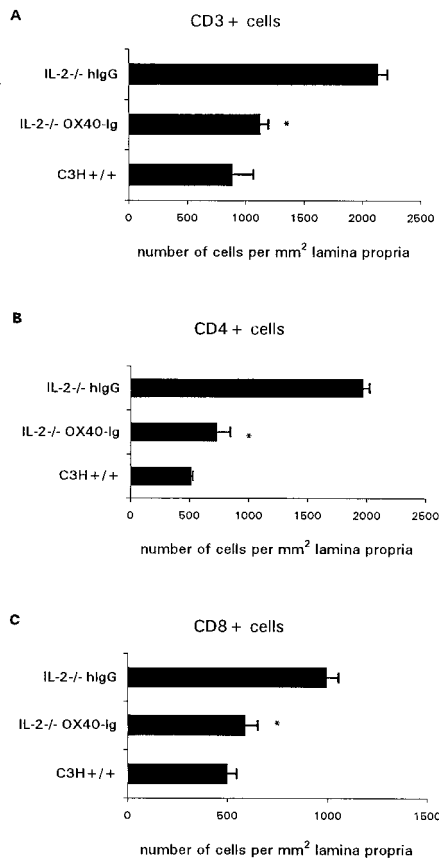 A
CD3 + cells
IL-2-/- hIgG
IL-2-/- OX40-Ig
*
C3H +/+
0 500 1000 1500 2000 2500
number of cells per mm² lamina propria
B
CD4 + cells
IL-2-/- hIgG
IL-2-/- OX40-Ig
*
C3H +/+
0 500 1000 1500 2000 2500
number of cells per mm² lamina propria
C
CD8 + cells
IL-2-/- hIgG
IL-2-/- OX40-Ig
*
C3H +/+
0 500 1000 1500
number of cells per mm² lamina propria